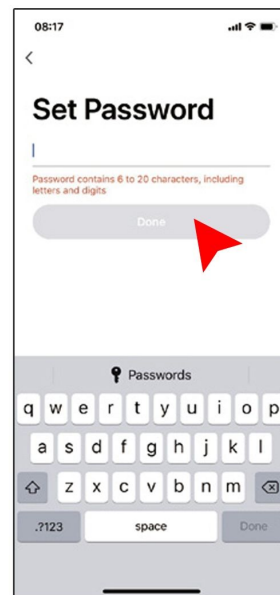 08:17
Set Password
Password contains 6 to 20 characters, including
letters and digits
Done
Passwords
q w e r t y u i o p
a s d f g h j k l
z x c v b n m
.?123 space Done